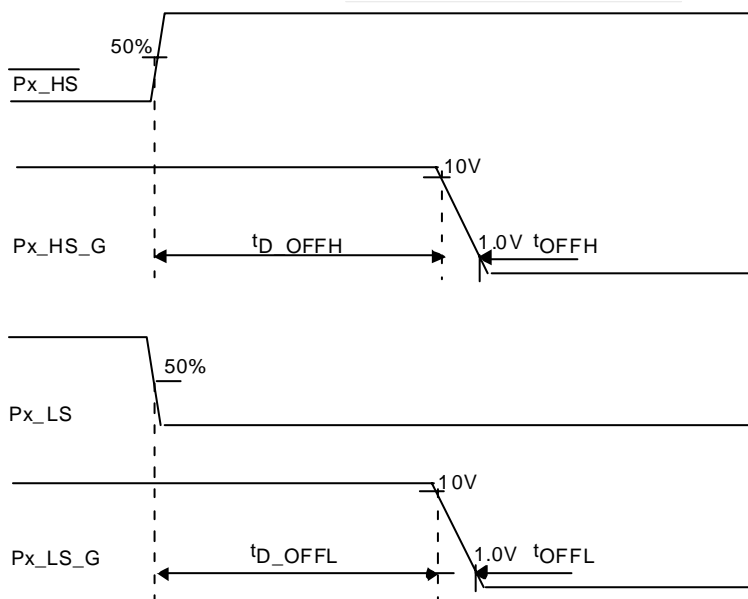 50%
Px_HS
10V
Px_HS_G
tD_OFFH
1.0V tOFFH
50%
Px_LS
10V
Px_LS_G
tD_OFFL
1.0V tOFFL